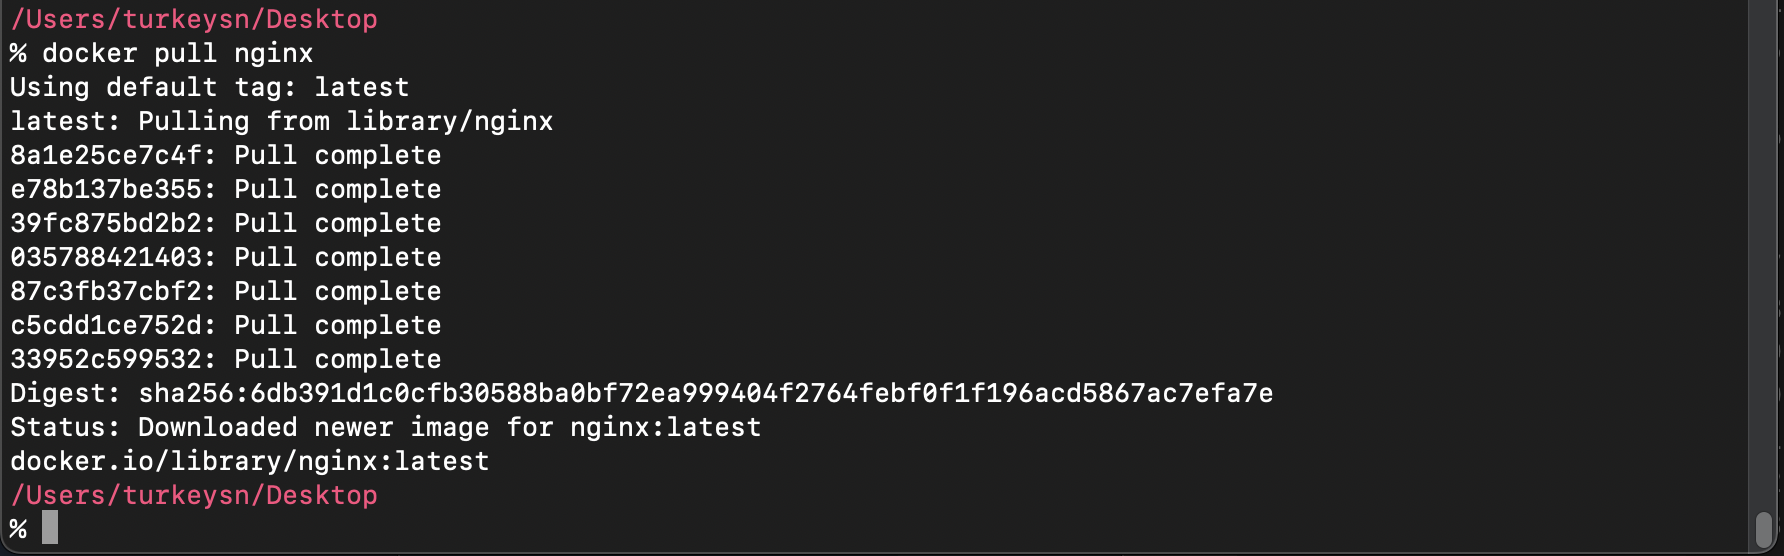 /Users/turkeysn/Desktop
% docker pull nginx
Using default tag: latest
latest: Pulling from library/nginx
8a1e25ce7c4f: Pull complete
e78b137be355: Pull complete
39fc875bd2b2: Pull complete
035788421403: Pull complete
87c3fb37cbf2: Pull complete
c5cdd1ce752d: Pull complete
33952c599532: Pull complete
Digest: sha256:6db391d1c0cfb30588ba0bf72ea999404f2764febf0f1f196acd5867ac7efa7e
Status: Downloaded newer image for nginx:latest
docker.io/library/nginx:latest
/Users/turkeysn/Desktop
%